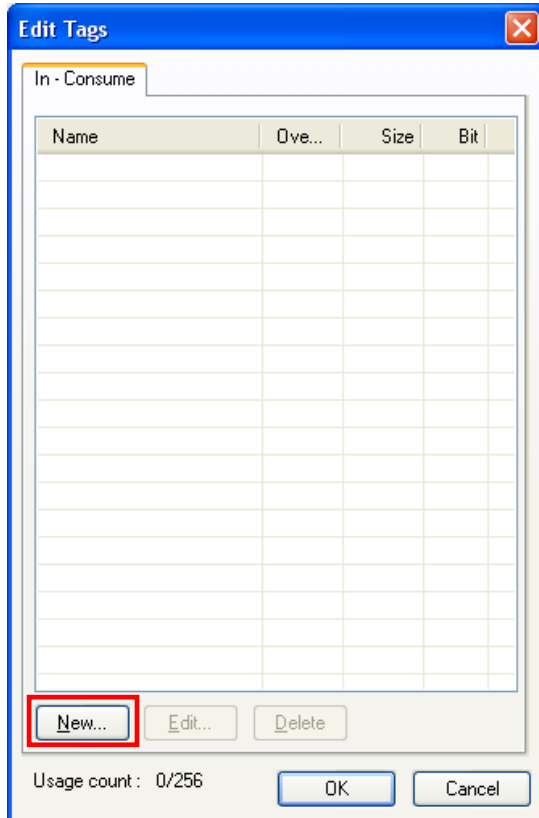 Edit Tags
In - Consume
Name Ove... Size Bit
New... Edit... Delete
Usage count : 0/256 OK Cancel